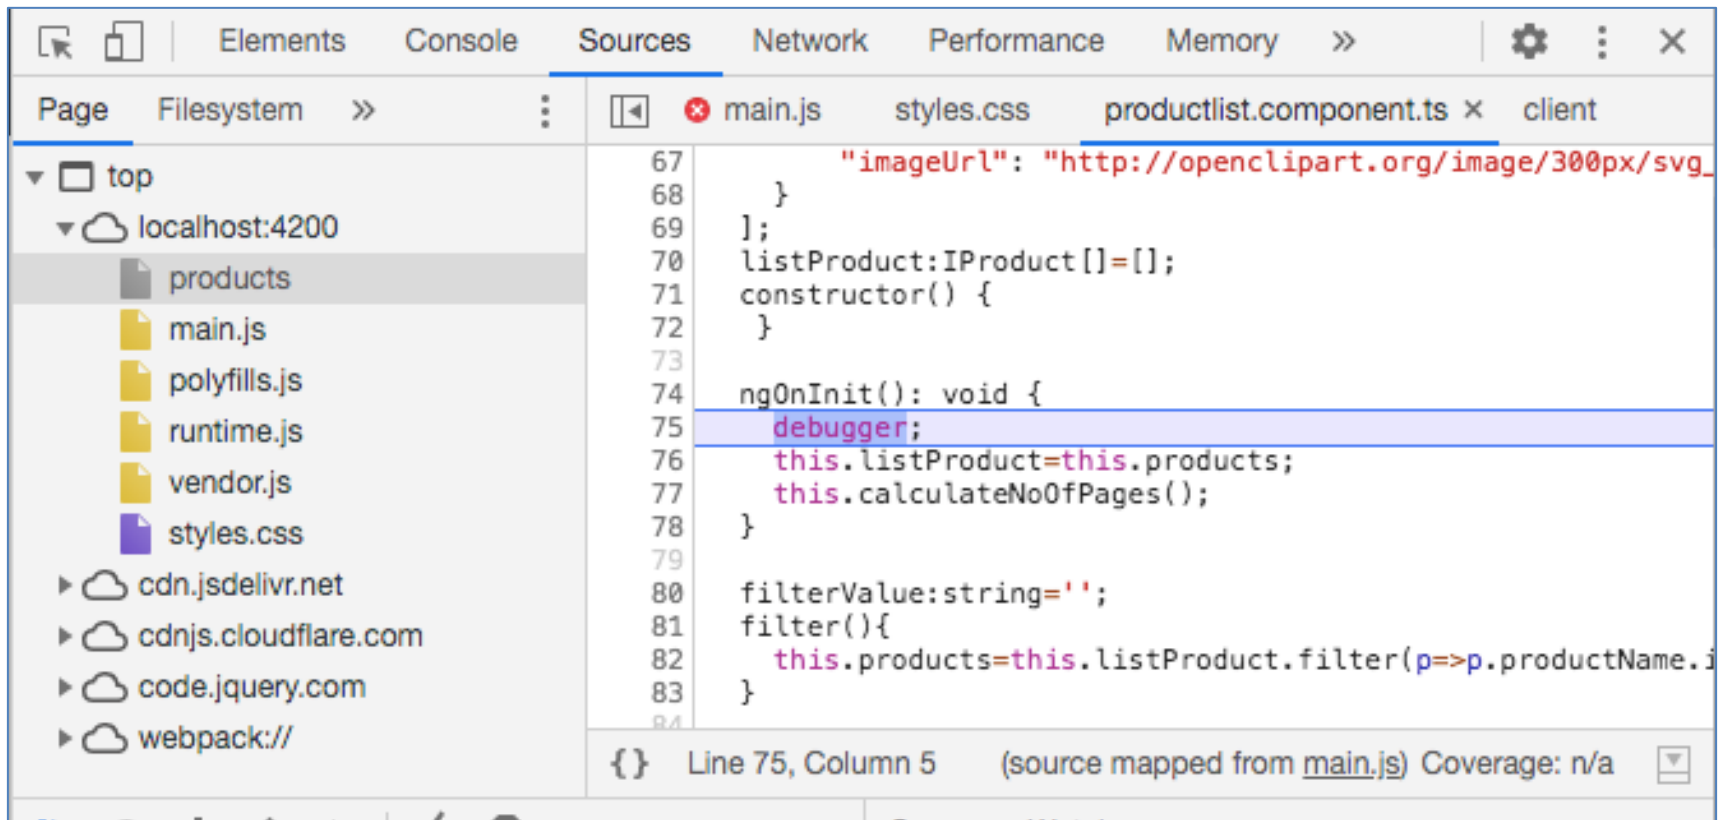 Elements Console Sources Network Performance Memory »
Page Filesystem »
main.js styles.css productlist.component.ts × client
top
localhost:4200
products
main.js
polyfills.js
runtime.js
vendor.js
styles.css
cdn.jsdelivr.net
cdnjs.cloudflare.com
code.jquery.com
webpack://
67 "imageUrl": "http://openclipart.org/image/300px/svg_
68 }
69 ];
70 listProduct:IProduct[]=[];
71 constructor() {
72 }
73
74 ngOnInit(): void {
75 debugger;
76 this.listProduct=this.products;
77 this.calculateNoOfPages();
78 }
79
80 filterValue:string='';
81 filter(){
82 this.products=this.listProduct.filter(p=>p.productName.i
83 }
84
{} Line 75, Column 5 (source mapped from main.js) Coverage: n/a